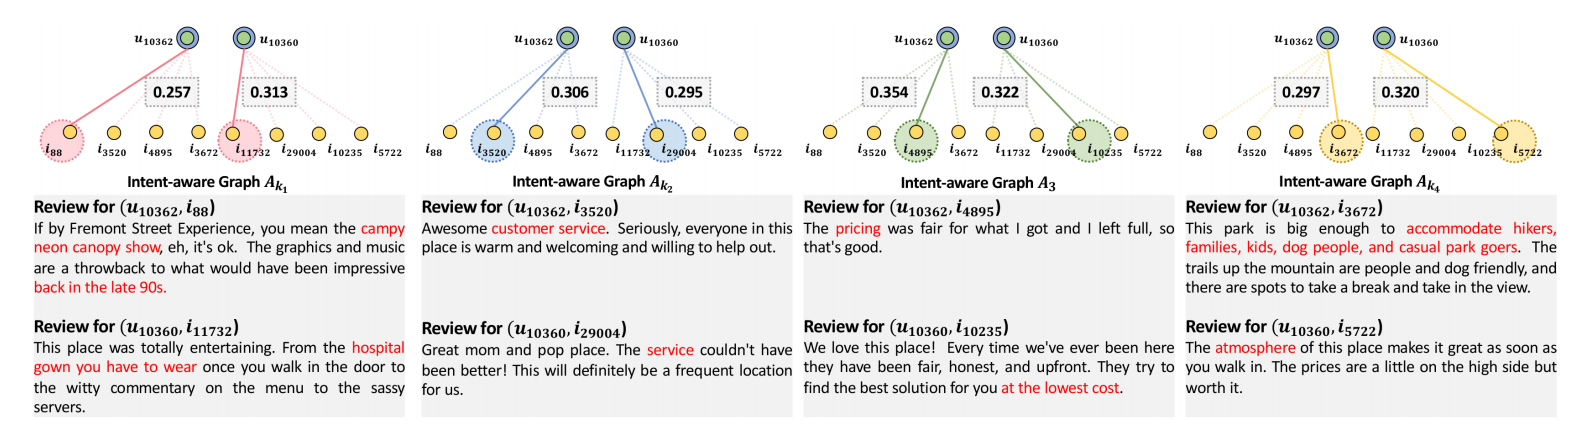 u10362 u10360
0.257 0.313
i88 i3520 i4895 i3672 i11732 i29004 i10235 i5722
Intent-aware Graph Ak1
Review for (u10362, i88)
If by Fremont Street Experience, you mean the campy
neon canopy show, eh, it's ok. The graphics and music
are a throwback to what would have been impressive
back in the late 90s.
Review for (u10360, i11732)
This place was totally entertaining. From the hospital
gown you have to wear once you walk in the door to
the witty commentary on the menu to the sassy
servers.
u10362 u10360
0.306 0.295
i88 i3520 i4895 i3672 i11732 i29004 i10235 i5722
Intent-aware Graph Ak2
Review for (u10362, i3520)
Awesome customer service. Seriously, everyone in this
place is warm and welcoming and willing to help out.
Review for (u10360, i29004)
Great mom and pop place. The service couldn't have
been better! This will definitely be a frequent location
for us.
u10362 u10360
0.354 0.322
i88 i3520 i4895 i3672 i11732 i29004 i10235 i5722
Intent-aware Graph A3
Review for (u10362, i4895)
The pricing was fair for what I got and I left full, so
that's good.
Review for (u10360, i10235)
We love this place! Every time we've ever been here
they have been fair, honest, and upfront. They try to
find the best solution for you at the lowest cost.
u10362 u10360
0.297 0.320
i88 i3520 i4895 i3672 i11732 i29004 i10235 i5722
Intent-aware Graph Ak4
Review for (u10362, i3672)
This park is big enough to accommodate hikers,
families, kids, dog people, and casual park goers. The
trails up the mountain are people and dog friendly, and
there are spots to take a break and take in the view.
Review for (u10360, i5722)
The atmosphere of this place makes it great as soon as
you walk in. The prices are a little on the high side but
worth it.